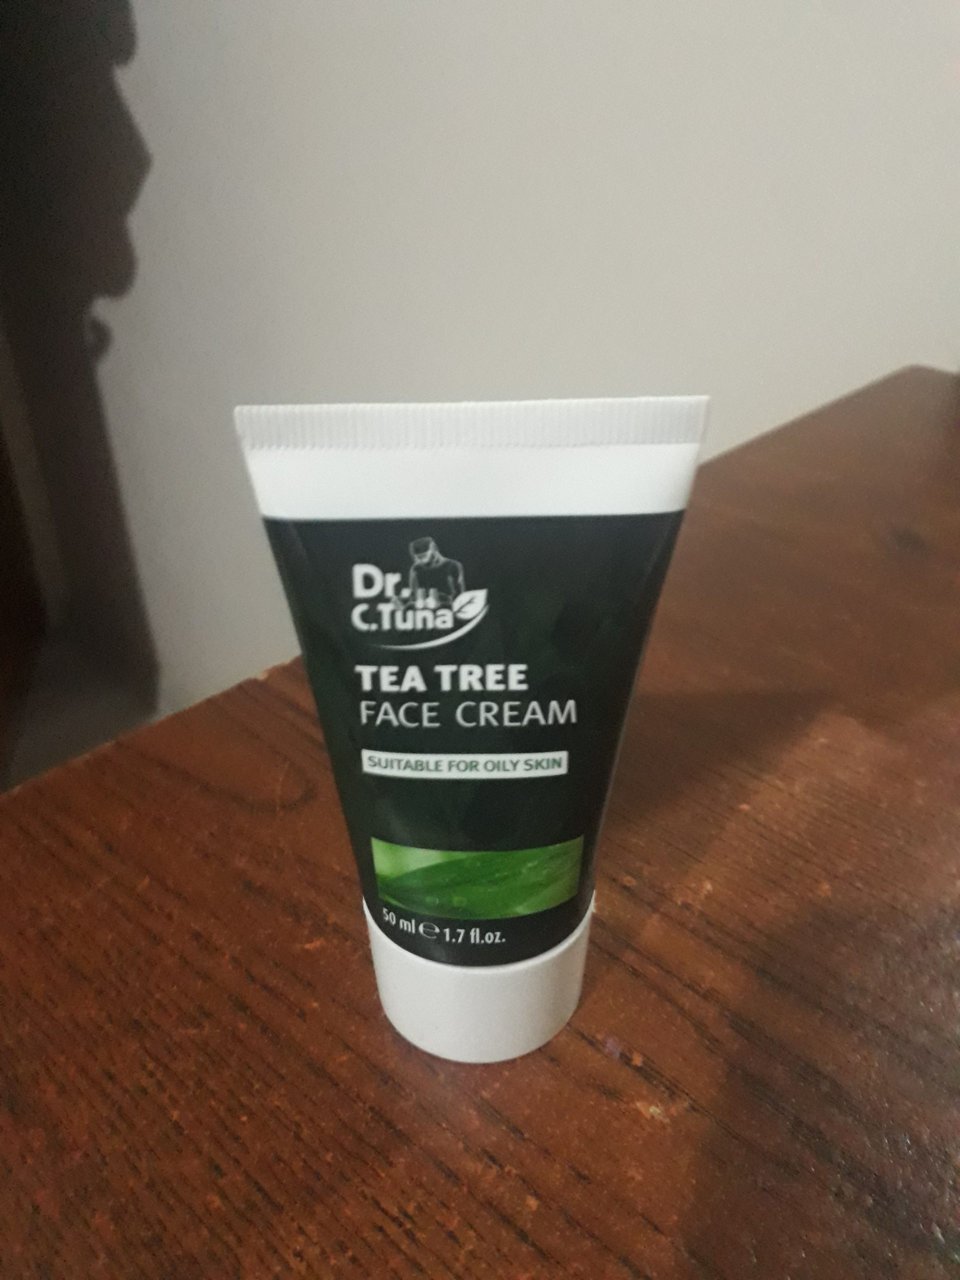 Dr.
C.Tuna
TEA TREE
FACE CREAM
SUITABLE FOR OILY SKIN
50 ml ℮ 1.7 fl.oz.